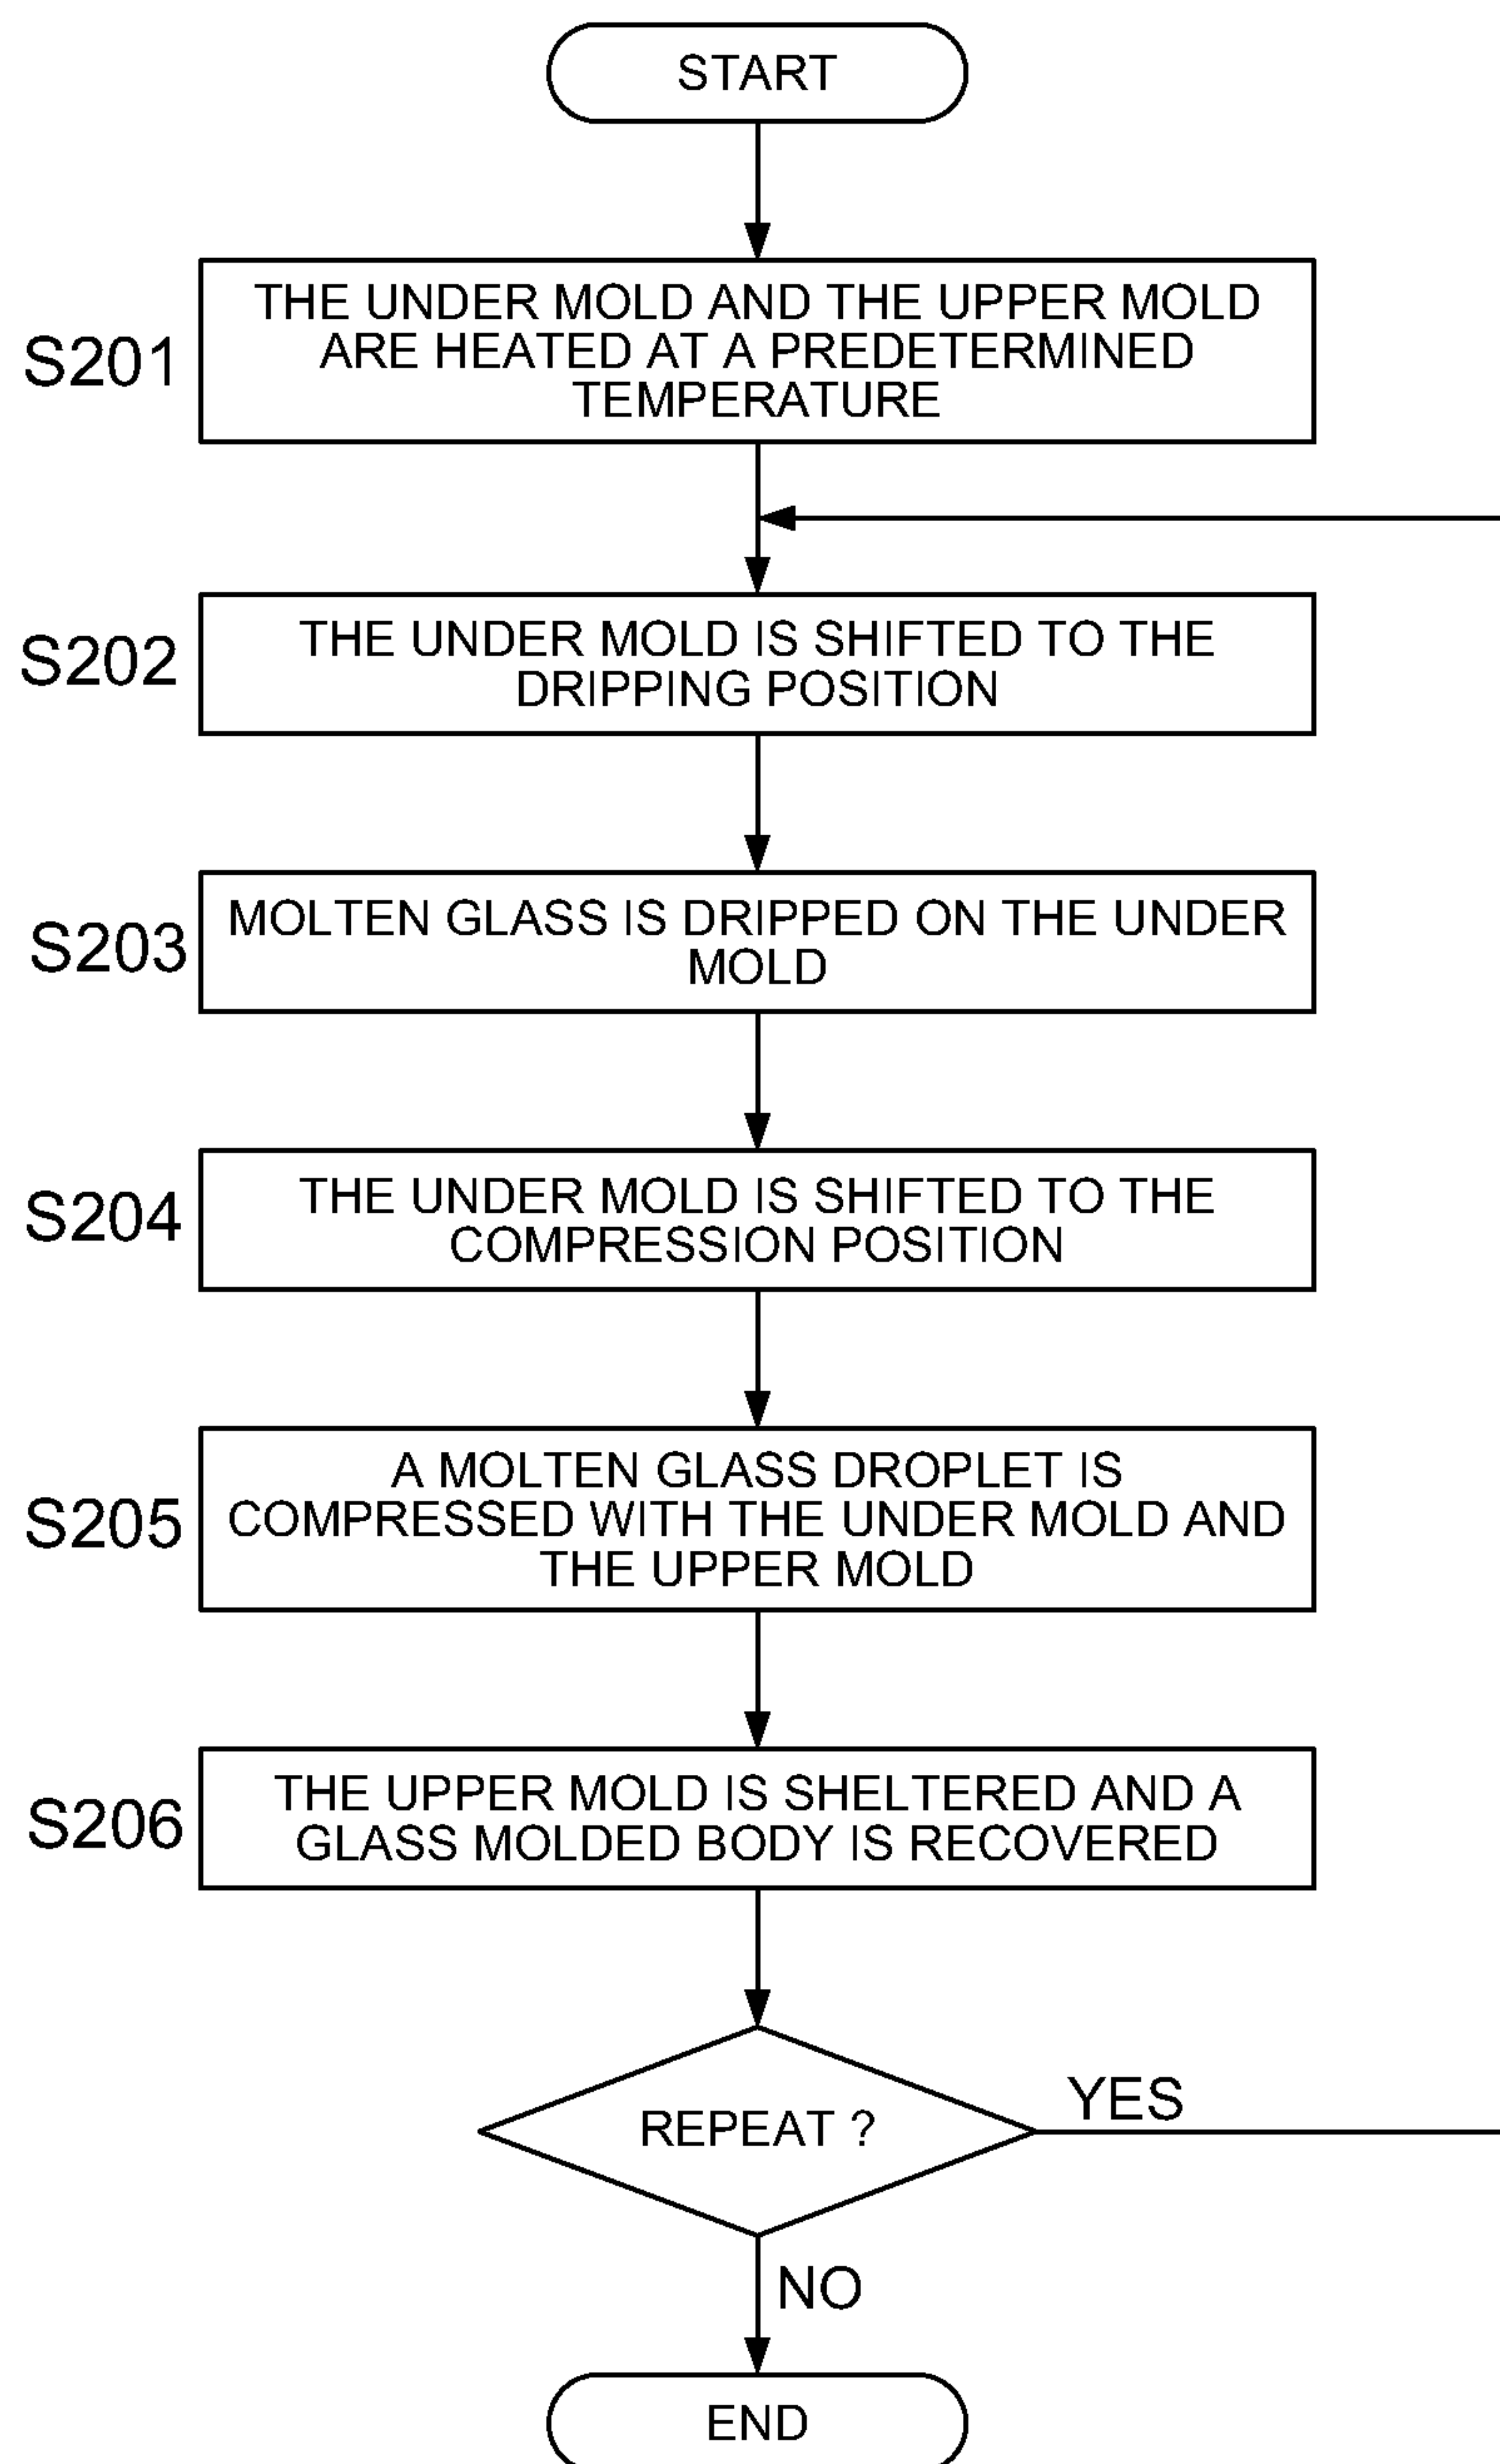 START
S201
THE UNDER MOLD AND THE UPPER MOLD
ARE HEATED AT A PREDETERMINED
TEMPERATURE
S202
THE UNDER MOLD IS SHIFTED TO THE
DRIPPING POSITION
S203
MOLTEN GLASS IS DRIPPED ON THE UNDER
MOLD
S204
THE UNDER MOLD IS SHIFTED TO THE
COMPRESSION POSITION
S205
A MOLTEN GLASS DROPLET IS
COMPRESSED WITH THE UNDER MOLD AND
THE UPPER MOLD
S206
THE UPPER MOLD IS SHELTERED AND A
GLASS MOLDED BODY IS RECOVERED
REPEAT ?
YES
NO
END